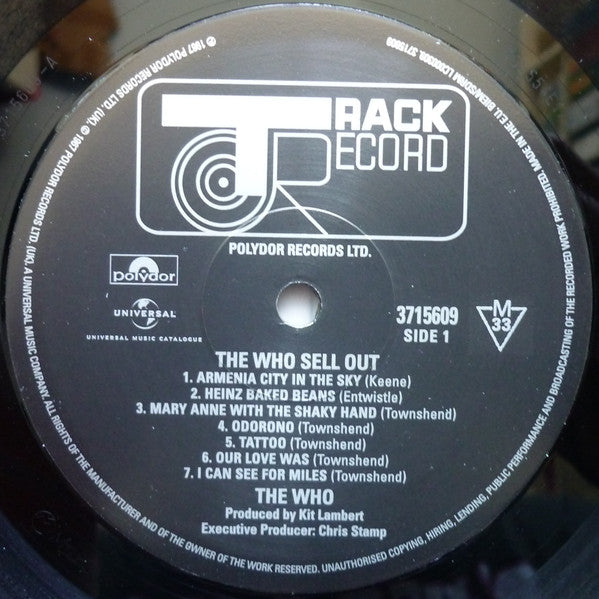 TRACK
RECORD
POLYDOR RECORDS LTD.
polydor
UNIVERSAL
UNIVERSAL MUSIC CATALOGUE
3715609
SIDE 1
M
33
THE WHO SELL OUT
1. ARMENIA CITY IN THE SKY (Keene)
2. HEINZ BAKED BEANS (Entwistle)
3. MARY ANNE WITH THE SHAKY HAND (Townshend)
4. ODORONO (Townshend)
5. TATTOO (Townshend)
6. OUR LOVE WAS (Townshend)
7. I CAN SEE FOR MILES (Townshend)
THE WHO
Produced by Kit Lambert
Executive Producer: Chris Stamp
℗ 1967 POLYDOR RECORDS LTD. (UK). © 1967 POLYDOR RECORDS LTD. (UK). A UNIVERSAL MUSIC COMPANY. ALL RIGHTS OF THE MANUFACTURER AND OF THE OWNER OF THE WORK RESERVED. UNAUTHORISED COPYING, HIRING, LENDING, PUBLIC PERFORMANCE AND BROADCASTING OF THE RECORDED WORK PROHIBITED. MADE IN THE E.U.